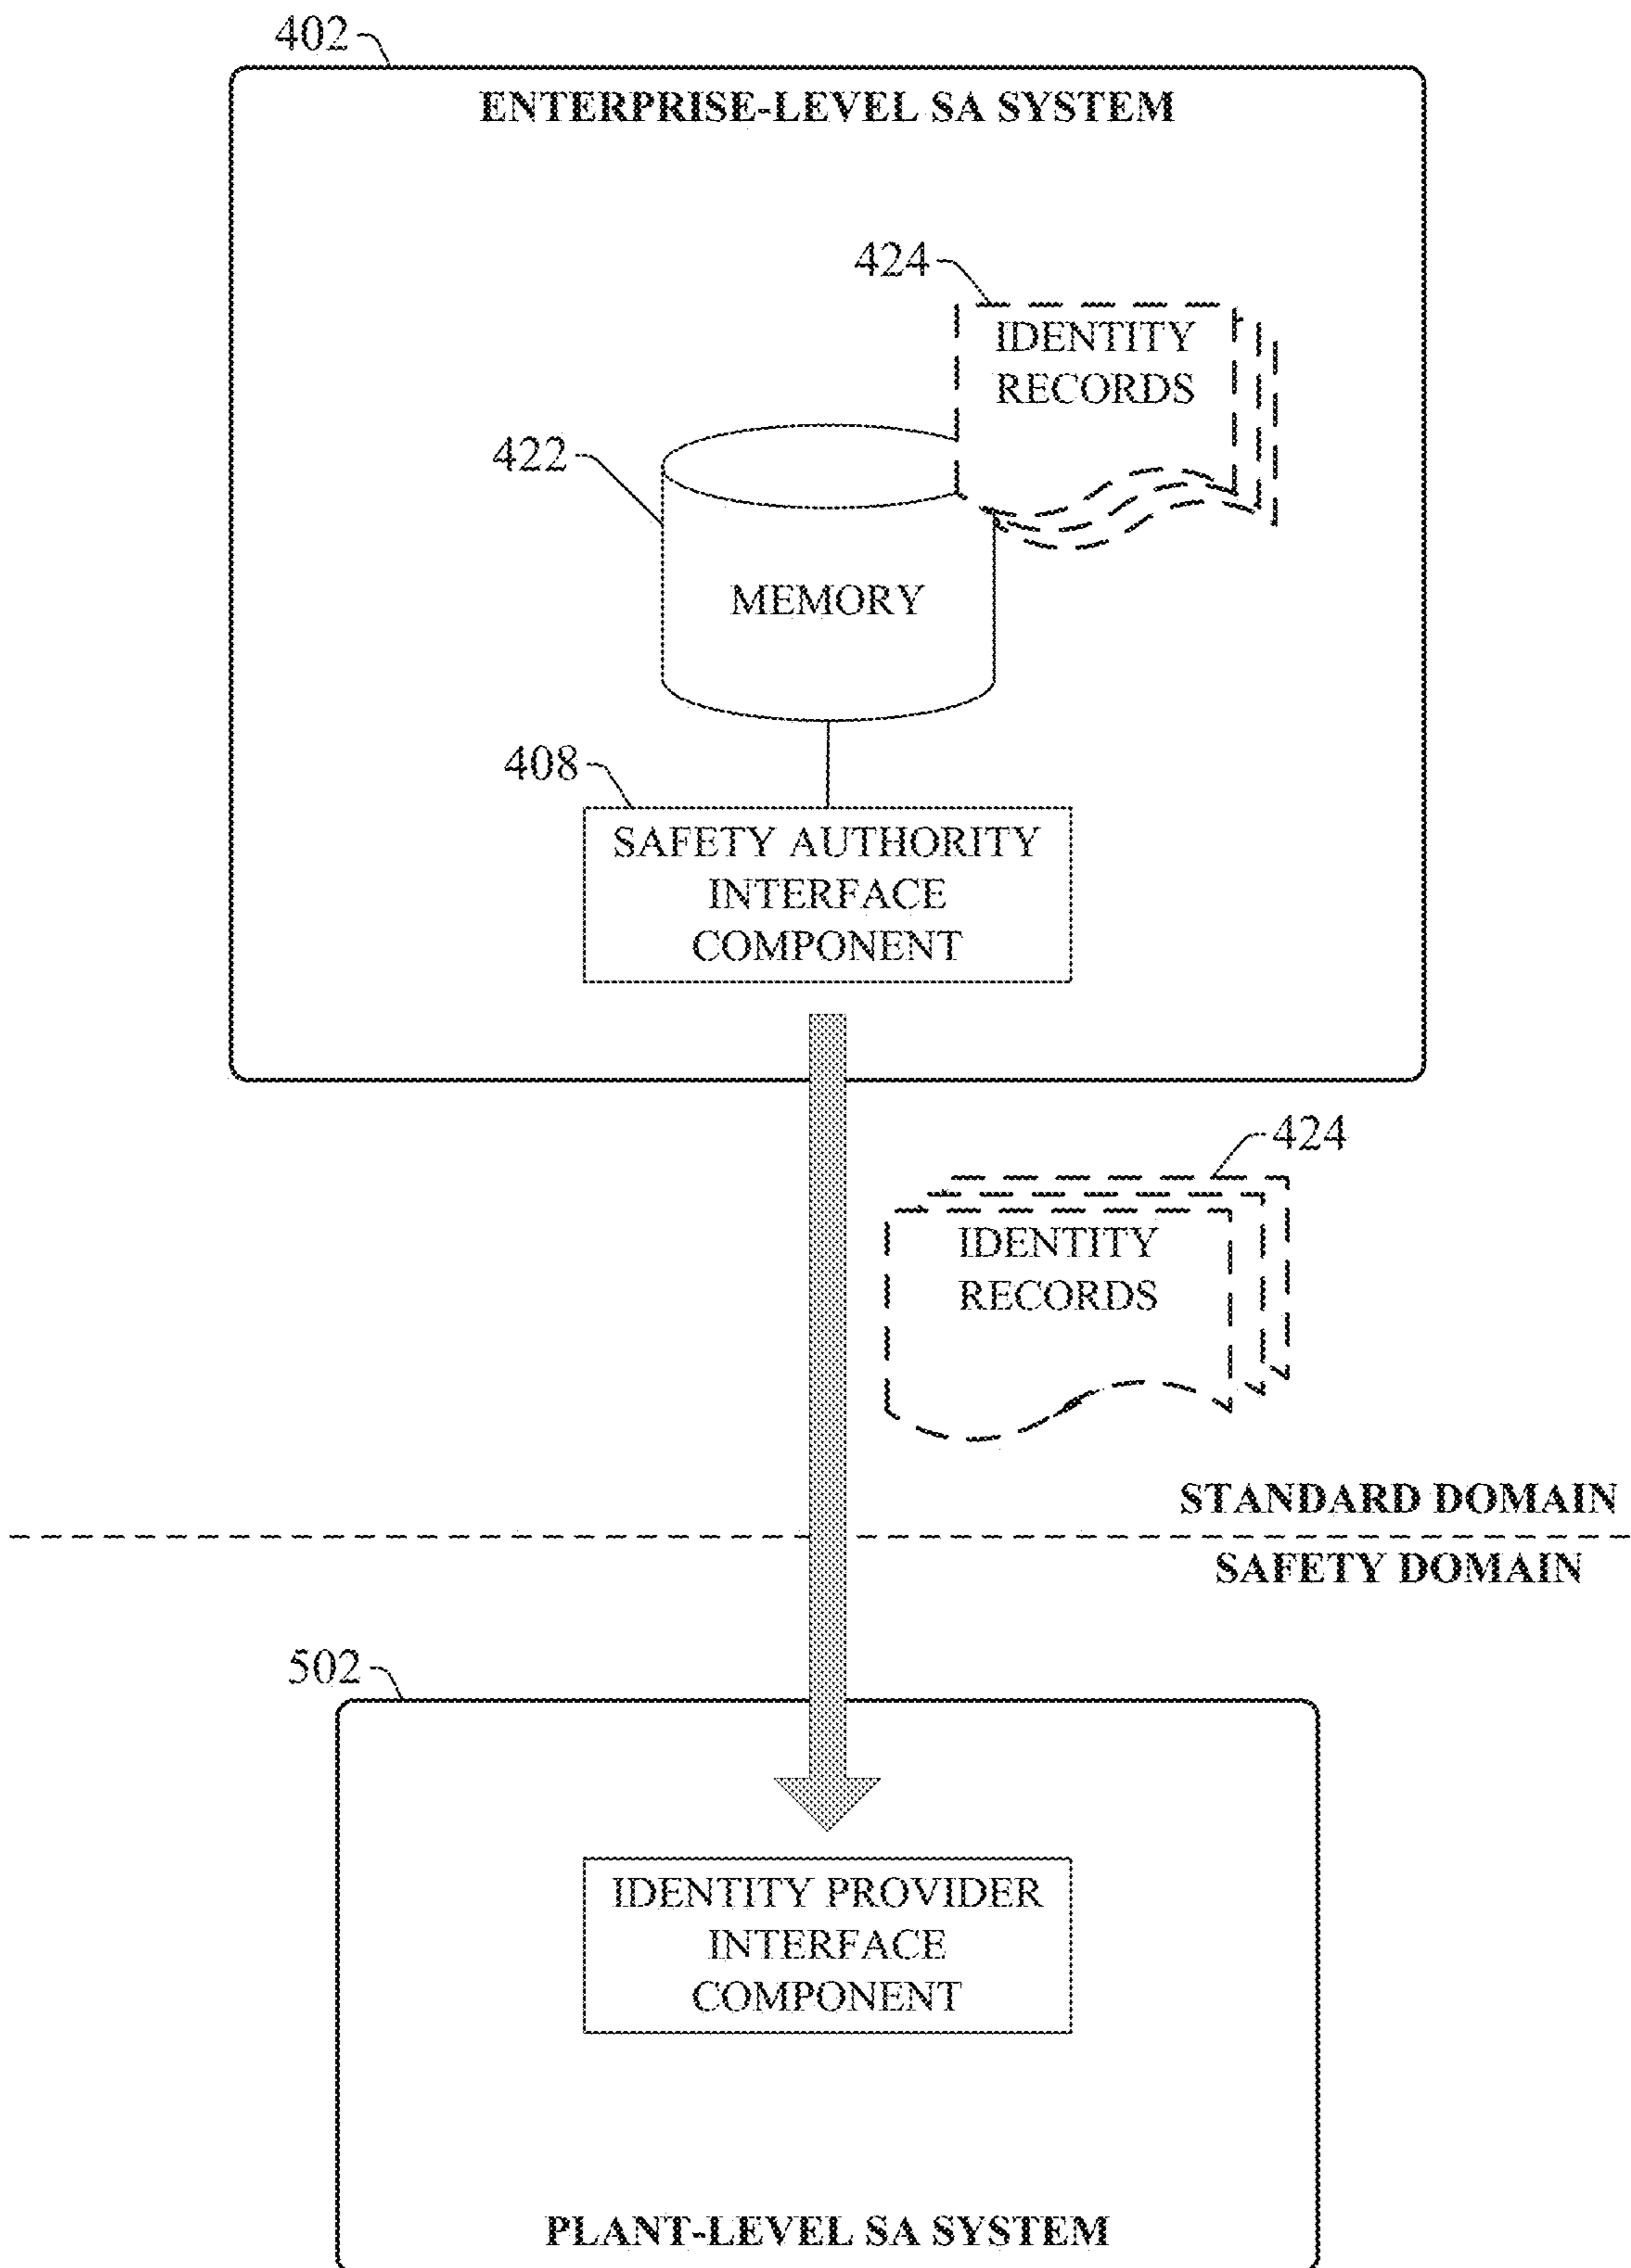 402
ENTERPRISE-LEVEL SA SYSTEM
424
IDENTITY
RECORDS
422
MEMORY
408
SAFETY AUTHORITY
INTERFACE
COMPONENT
424
IDENTITY
RECORDS
STANDARD DOMAIN
SAFETY DOMAIN
502
IDENTITY PROVIDER
INTERFACE
COMPONENT
PLANT-LEVEL SA SYSTEM